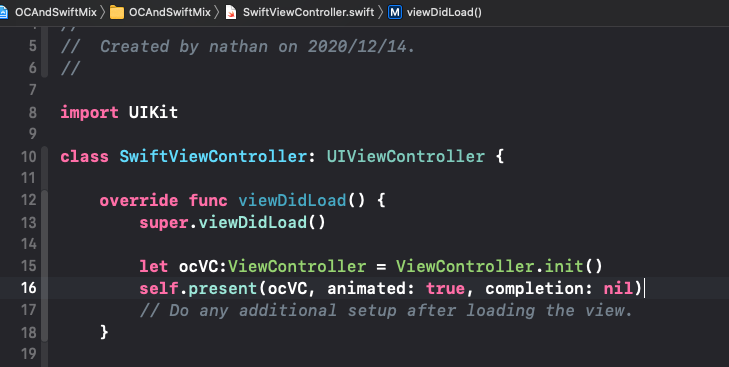 OCAndSwiftMix 〉 OCAndSwiftMix 〉 SwiftViewController.swift 〉 M viewDidLoad()
//
5 //  Created by nathan on 2020/12/14.
6 //
7
8 import UIKit
9
10 class SwiftViewController: UIViewController {
11
12     override func viewDidLoad() {
13         super.viewDidLoad()
14
15         let ocVC:ViewController = ViewController.init()
16         self.present(ocVC, animated: true, completion: nil)
17         // Do any additional setup after loading the view.
18     }
19